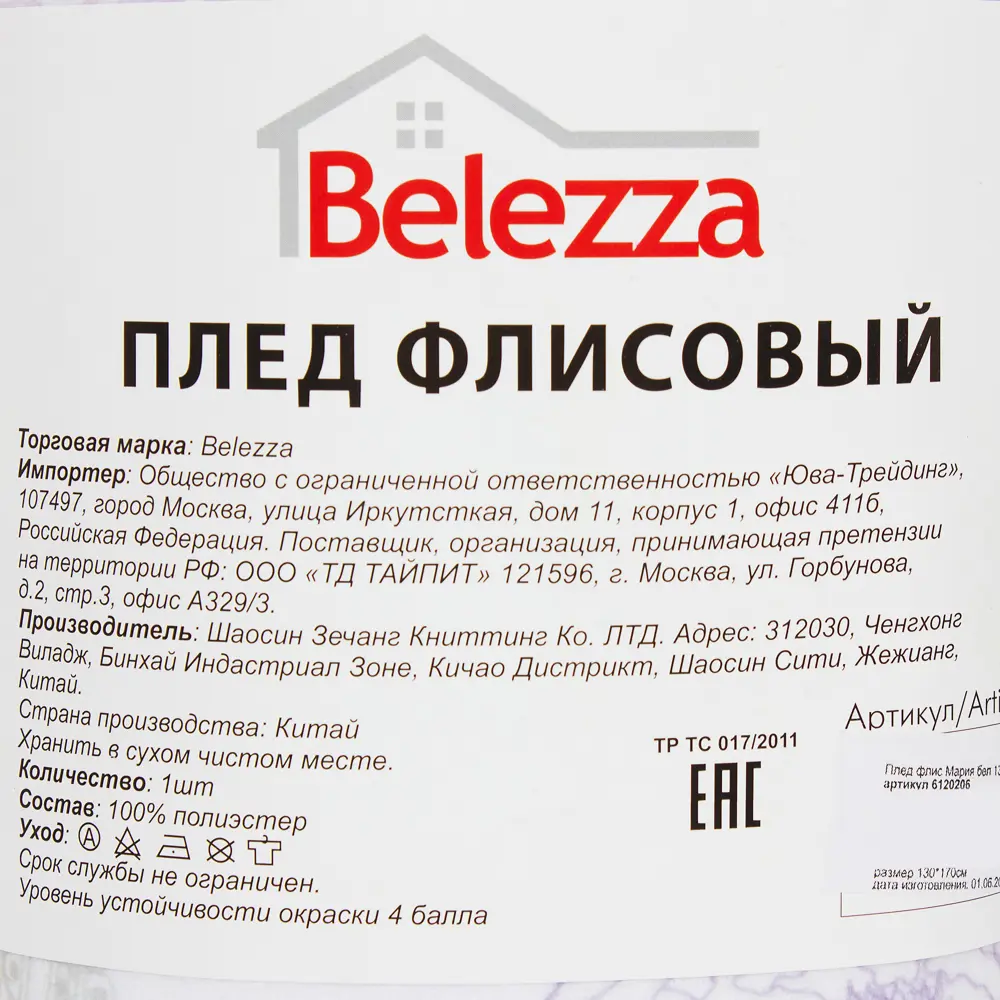 Belezza
ПЛЕД ФЛИСОВЫЙ
Торговая марка: Belezza
Импортер: Общество с ограниченной ответственностью «Юва-Трейдинг»,
107497, город Москва, улица Иркутсткая, дом 11, корпус 1, офис 411б,
Российская Федерация. Поставщик, организация, принимающая претензии
на территории РФ: ООО «ТД ТАЙПИТ» 121596, г. Москва, ул. Горбунова,
д.2, стр.3, офис А329/3.
Производитель: Шаосин Зечанг Книттинг Ко. ЛТД. Адрес: 312030, Ченгхонг
Виладж, Бинхай Индастриал Зоне, Кичао Дистрикт, Шаосин Сити, Жежианг,
Китай.
Страна производства: Китай
Хранить в сухом чистом месте.
Количество: 1шт
Состав: 100% полиэстер
Уход: A
Срок службы не ограничен.
Уровень устойчивости окраски 4 балла
ТР ТС 017/2011
EAC
Артикул/Arti
Плед флис Мария бел 13
артикул 6120206
размер 130*170см
дата изготовления. 01.06.20